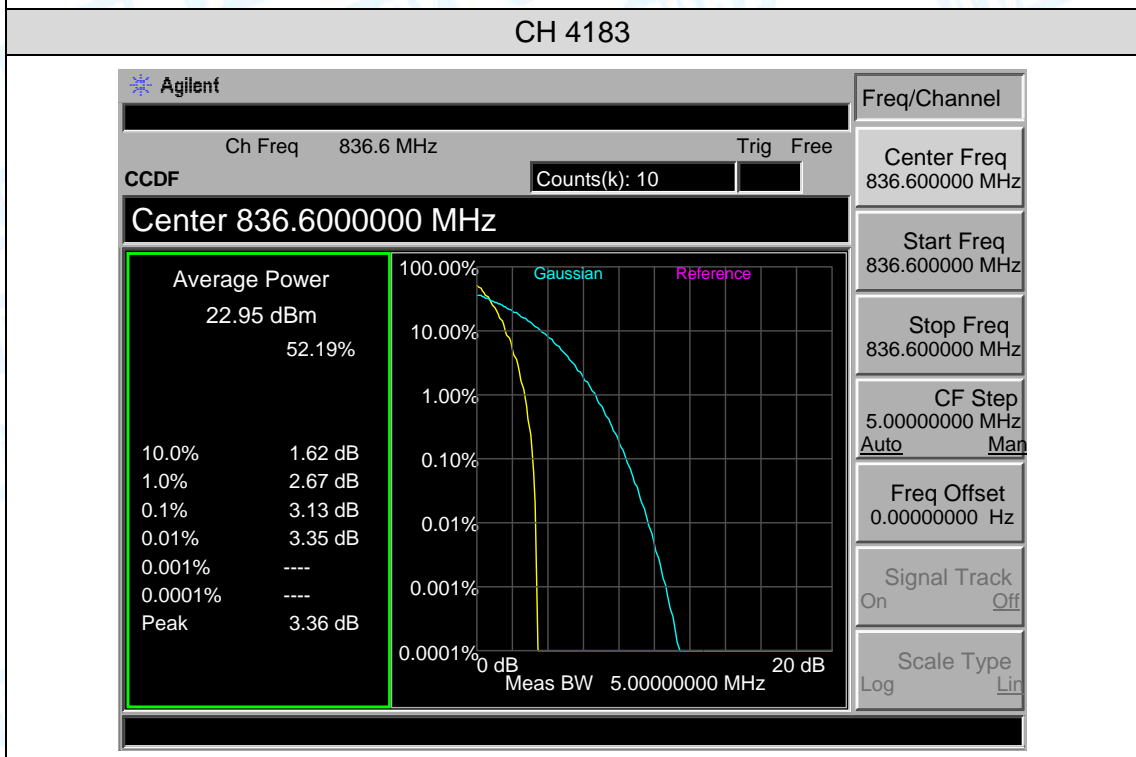 CH 4183
Agilent
Freq/Channel
Ch Freq 836.6 MHz Trig Free
CCDF Counts(k): 10
Center 836.6000000 MHz
Average Power
22.95 dBm
52.19%
10.0% 1.62 dB
1.0% 2.67 dB
0.1% 3.13 dB
0.01% 3.35 dB
0.001% ----
0.0001% ----
Peak 3.36 dB
Gaussian Reference
100.00%
10.00%
1.00%
0.10%
0.01%
0.001%
0.0001%
0 dB 20 dB
Meas BW 5.00000000 MHz
Center Freq
836.600000 MHz
Start Freq
836.600000 MHz
Stop Freq
836.600000 MHz
CF Step
5.00000000 MHz
Auto Man
Freq Offset
0.00000000 Hz
Signal Track
On Off
Scale Type
Log Lin